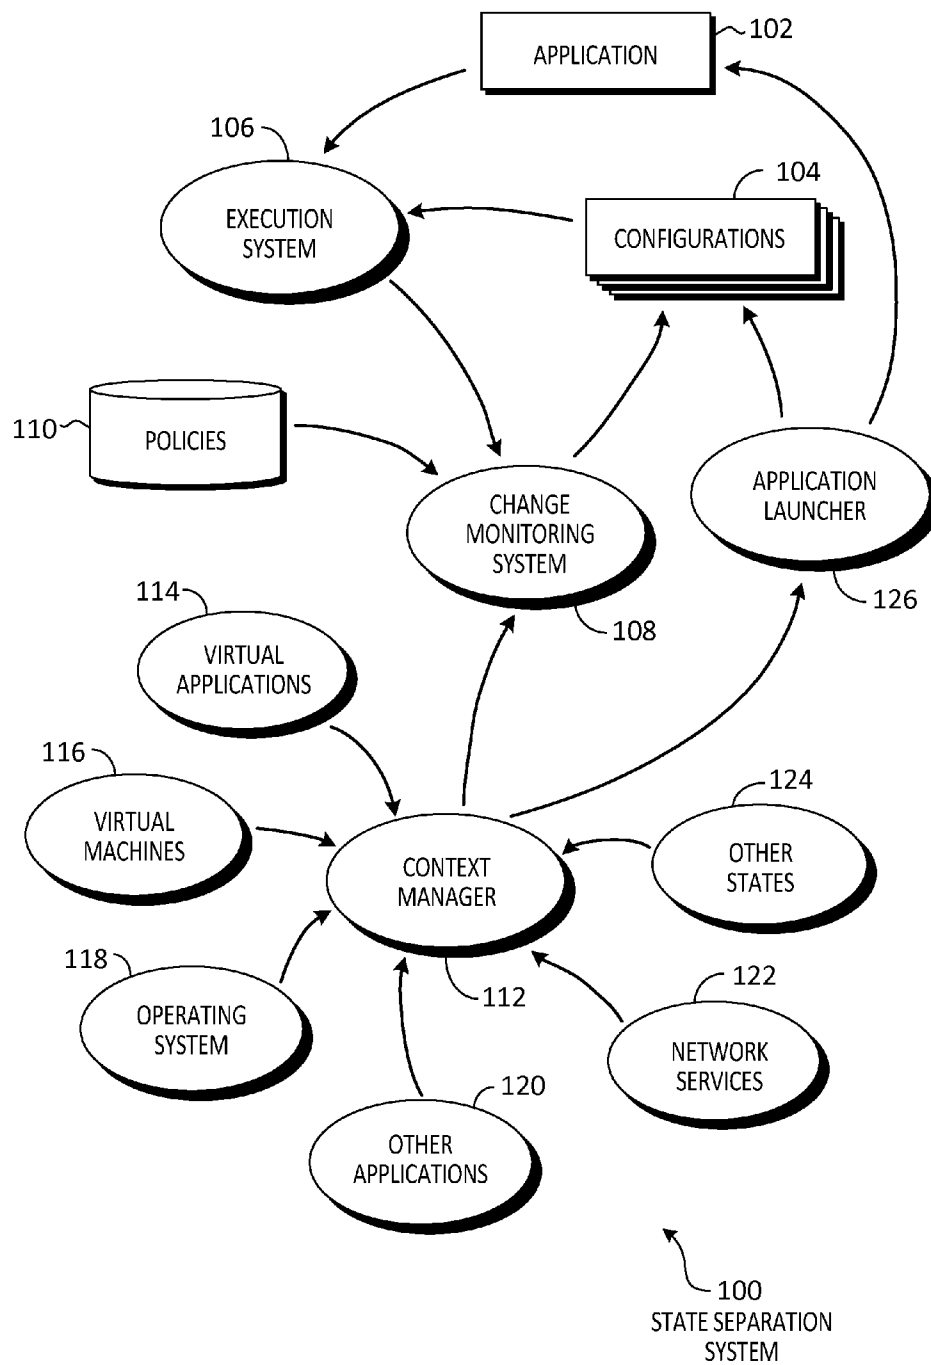 102
APPLICATION
106
EXECUTION
SYSTEM
104
CONFIGURATIONS
110
POLICIES
CHANGE
MONITORING
SYSTEM
108
APPLICATION
LAUNCHER
126
114
VIRTUAL
APPLICATIONS
116
VIRTUAL
MACHINES
CONTEXT
MANAGER
112
124
OTHER
STATES
118
OPERATING
SYSTEM
122
NETWORK
SERVICES
120
OTHER
APPLICATIONS
100
STATE SEPARATION
SYSTEM